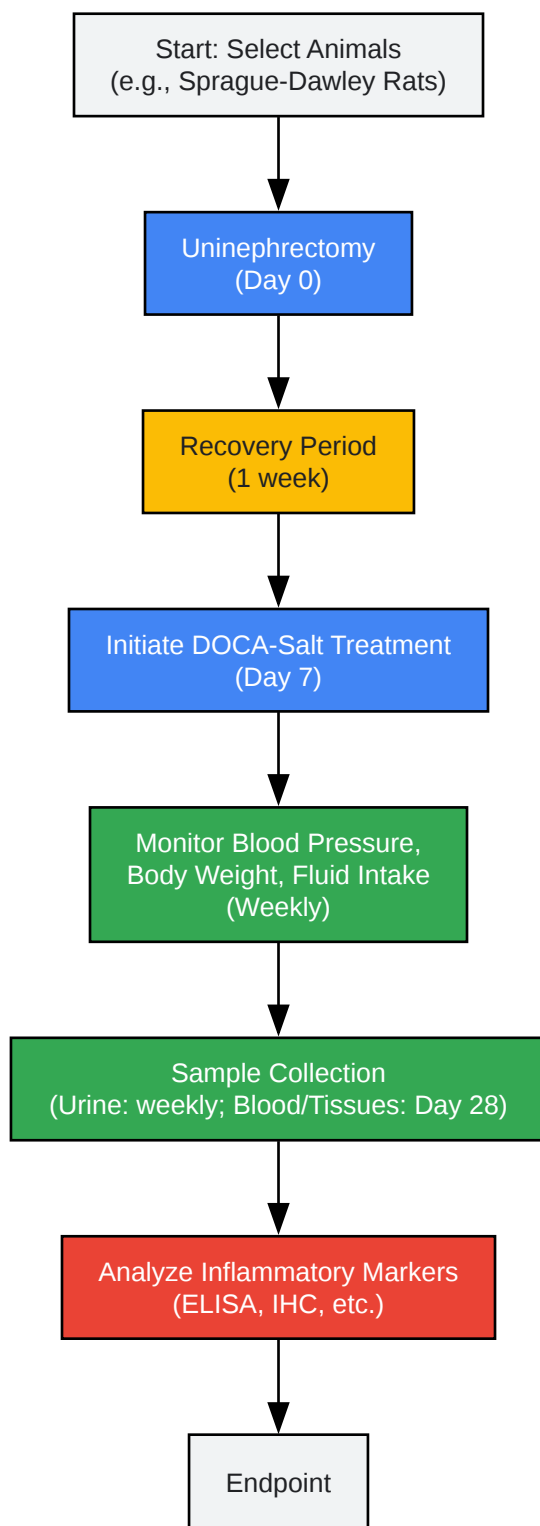 Start: Select Animals
(e.g., Sprague-Dawley Rats)
Uninephrectomy
(Day 0)
Recovery Period
(1 week)
Initiate DOCA-Salt Treatment
(Day 7)
Monitor Blood Pressure,
Body Weight, Fluid Intake
(Weekly)
Sample Collection
(Urine: weekly; Blood/Tissues: Day 28)
Analyze Inflammatory Markers
(ELISA, IHC, etc.)
Endpoint